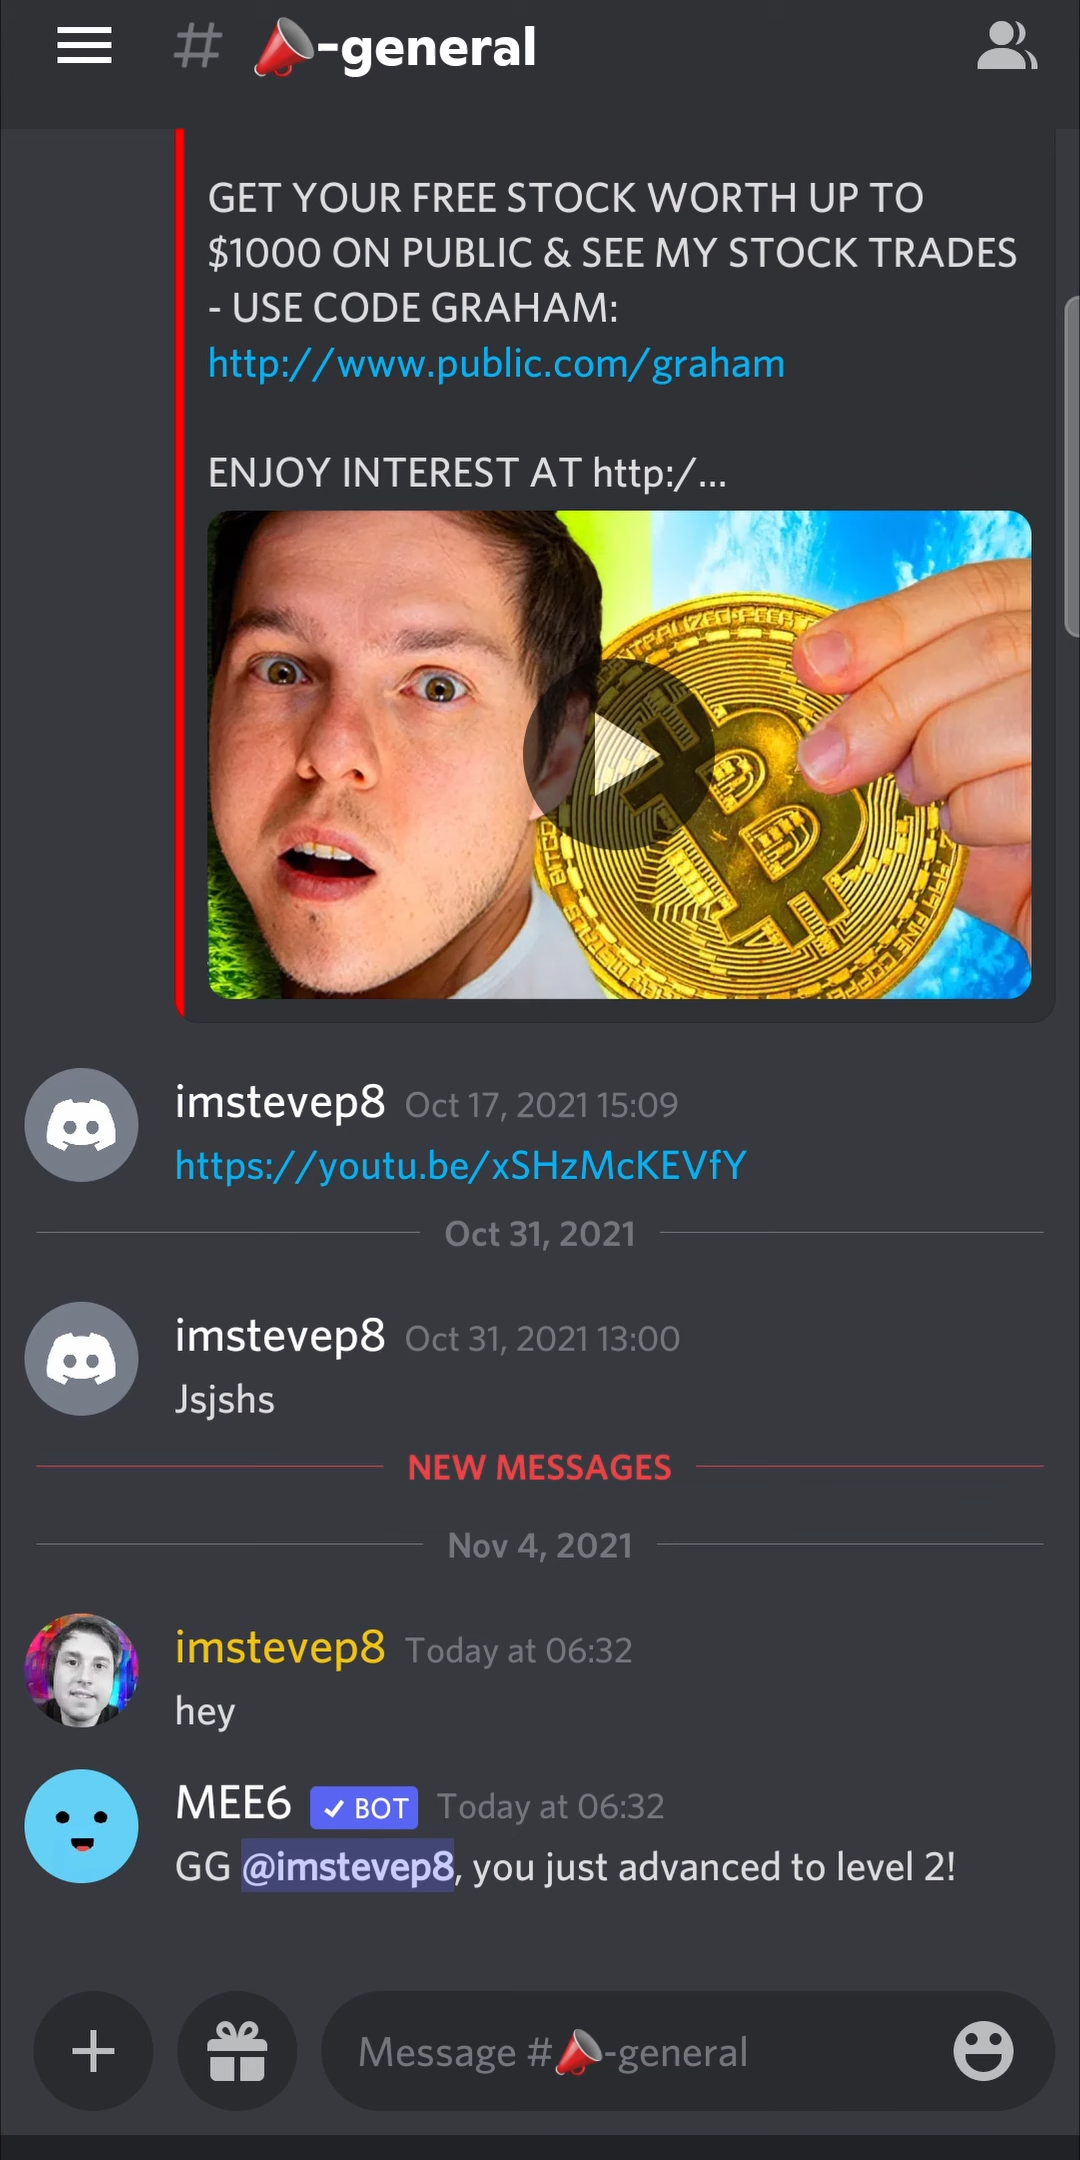 # 📣-general
GET YOUR FREE STOCK WORTH UP TO
$1000 ON PUBLIC & SEE MY STOCK TRADES
- USE CODE GRAHAM:
http://www.public.com/graham
ENJOY INTEREST AT http:/...
imstevep8 Oct 17, 2021 15:09
https://youtu.be/xSHzMcKEVfY
Oct 31, 2021
imstevep8 Oct 31, 2021 13:00
Jsjshs
NEW MESSAGES
Nov 4, 2021
imstevep8 Today at 06:32
hey
MEE6 ✓ BOT Today at 06:32
GG @imstevep8, you just advanced to level 2!
Message #📣-general